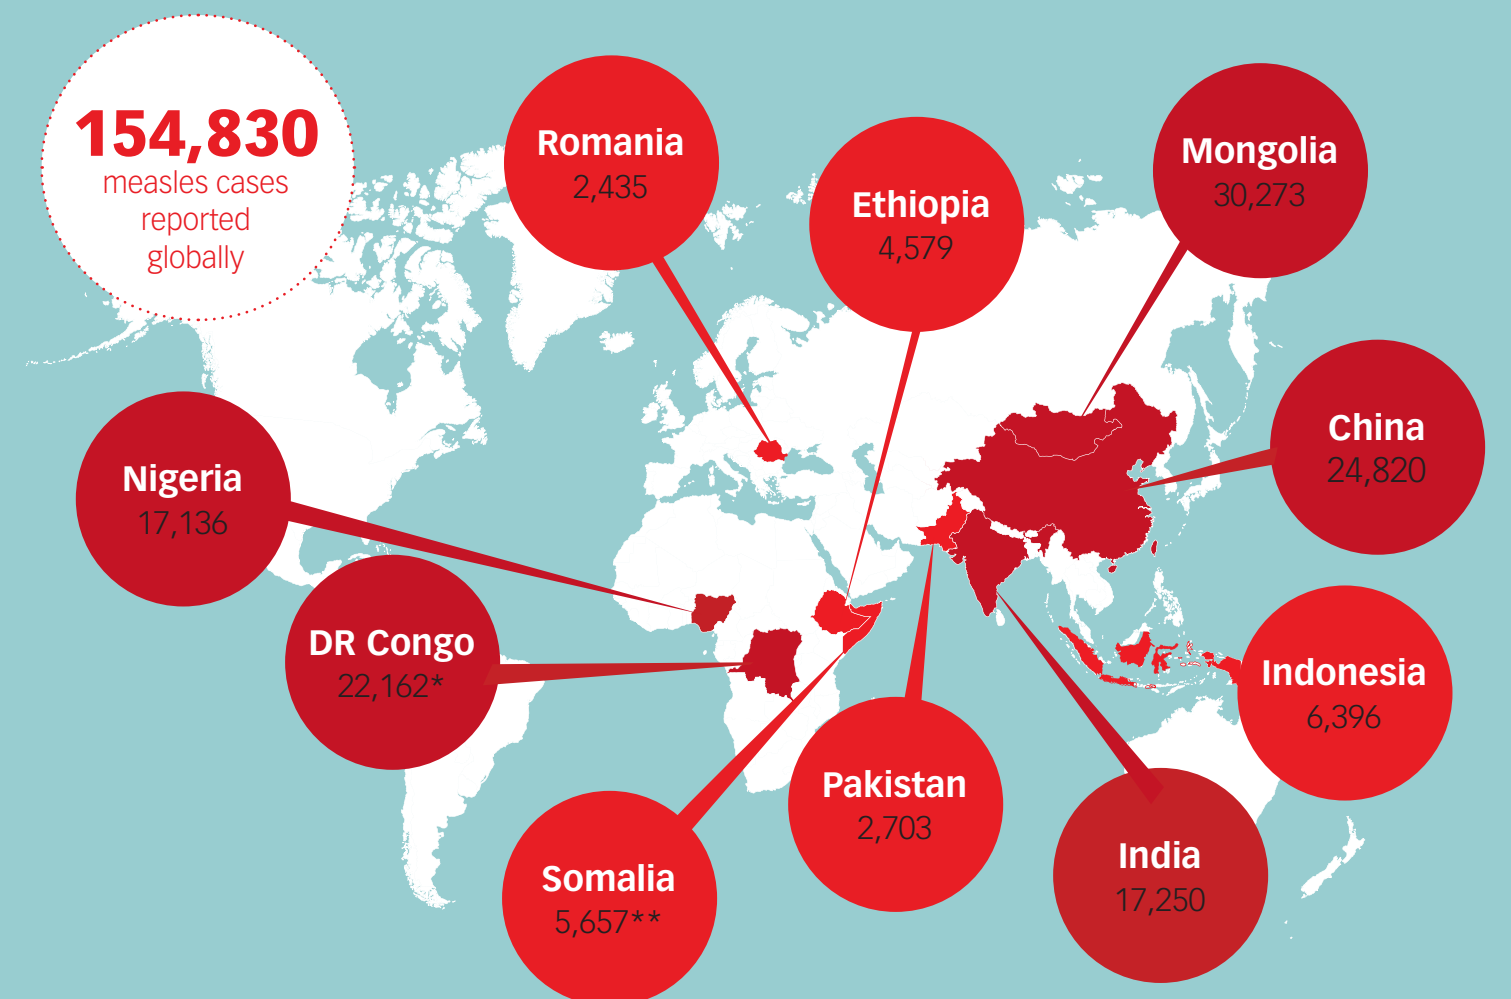 154,830
measles cases
reported
globally
Romania
2,435
Ethiopia
4,579
Mongolia
30,273
China
24,820
Nigeria
17,136
DR Congo
22,162*
Indonesia
6,396
Pakistan
2,703
India
17,250
Somalia
5,657**